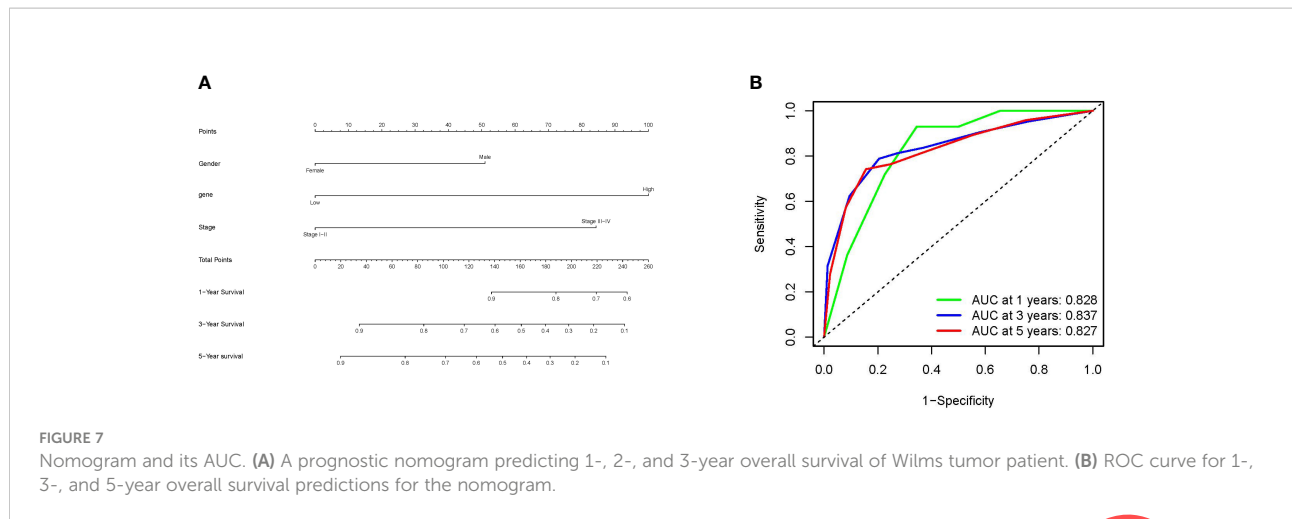 A
Points
0 10 20 30 40 50 60 70 80 90 100
Gender
Male
Female
gene
High
Low
Stage
Stage III-IV
Stage I-II
Total Points
0 20 40 60 80 100 120 140 160 180 200 220 240 260
1-Year Survival
0.9 0.8 0.7 0.6
3-Year Survival
0.9 0.8 0.7 0.6 0.5 0.4 0.3 0.2 0.1
5-Year survival
0.9 0.8 0.7 0.6 0.5 0.4 0.3 0.2 0.1
B
Sensitivity
1.0
0.8
0.6
0.4
0.2
0.0
AUC at 1 years: 0.828
AUC at 3 years: 0.837
AUC at 5 years: 0.827
0.0 0.2 0.4 0.6 0.8 1.0
1-Specificity
FIGURE 7
Nomogram and its AUC. (A) A prognostic nomogram predicting 1-, 2-, and 3-year overall survival of Wilms tumor patient. (B) ROC curve for 1-,
3-, and 5-year overall survival predictions for the nomogram.